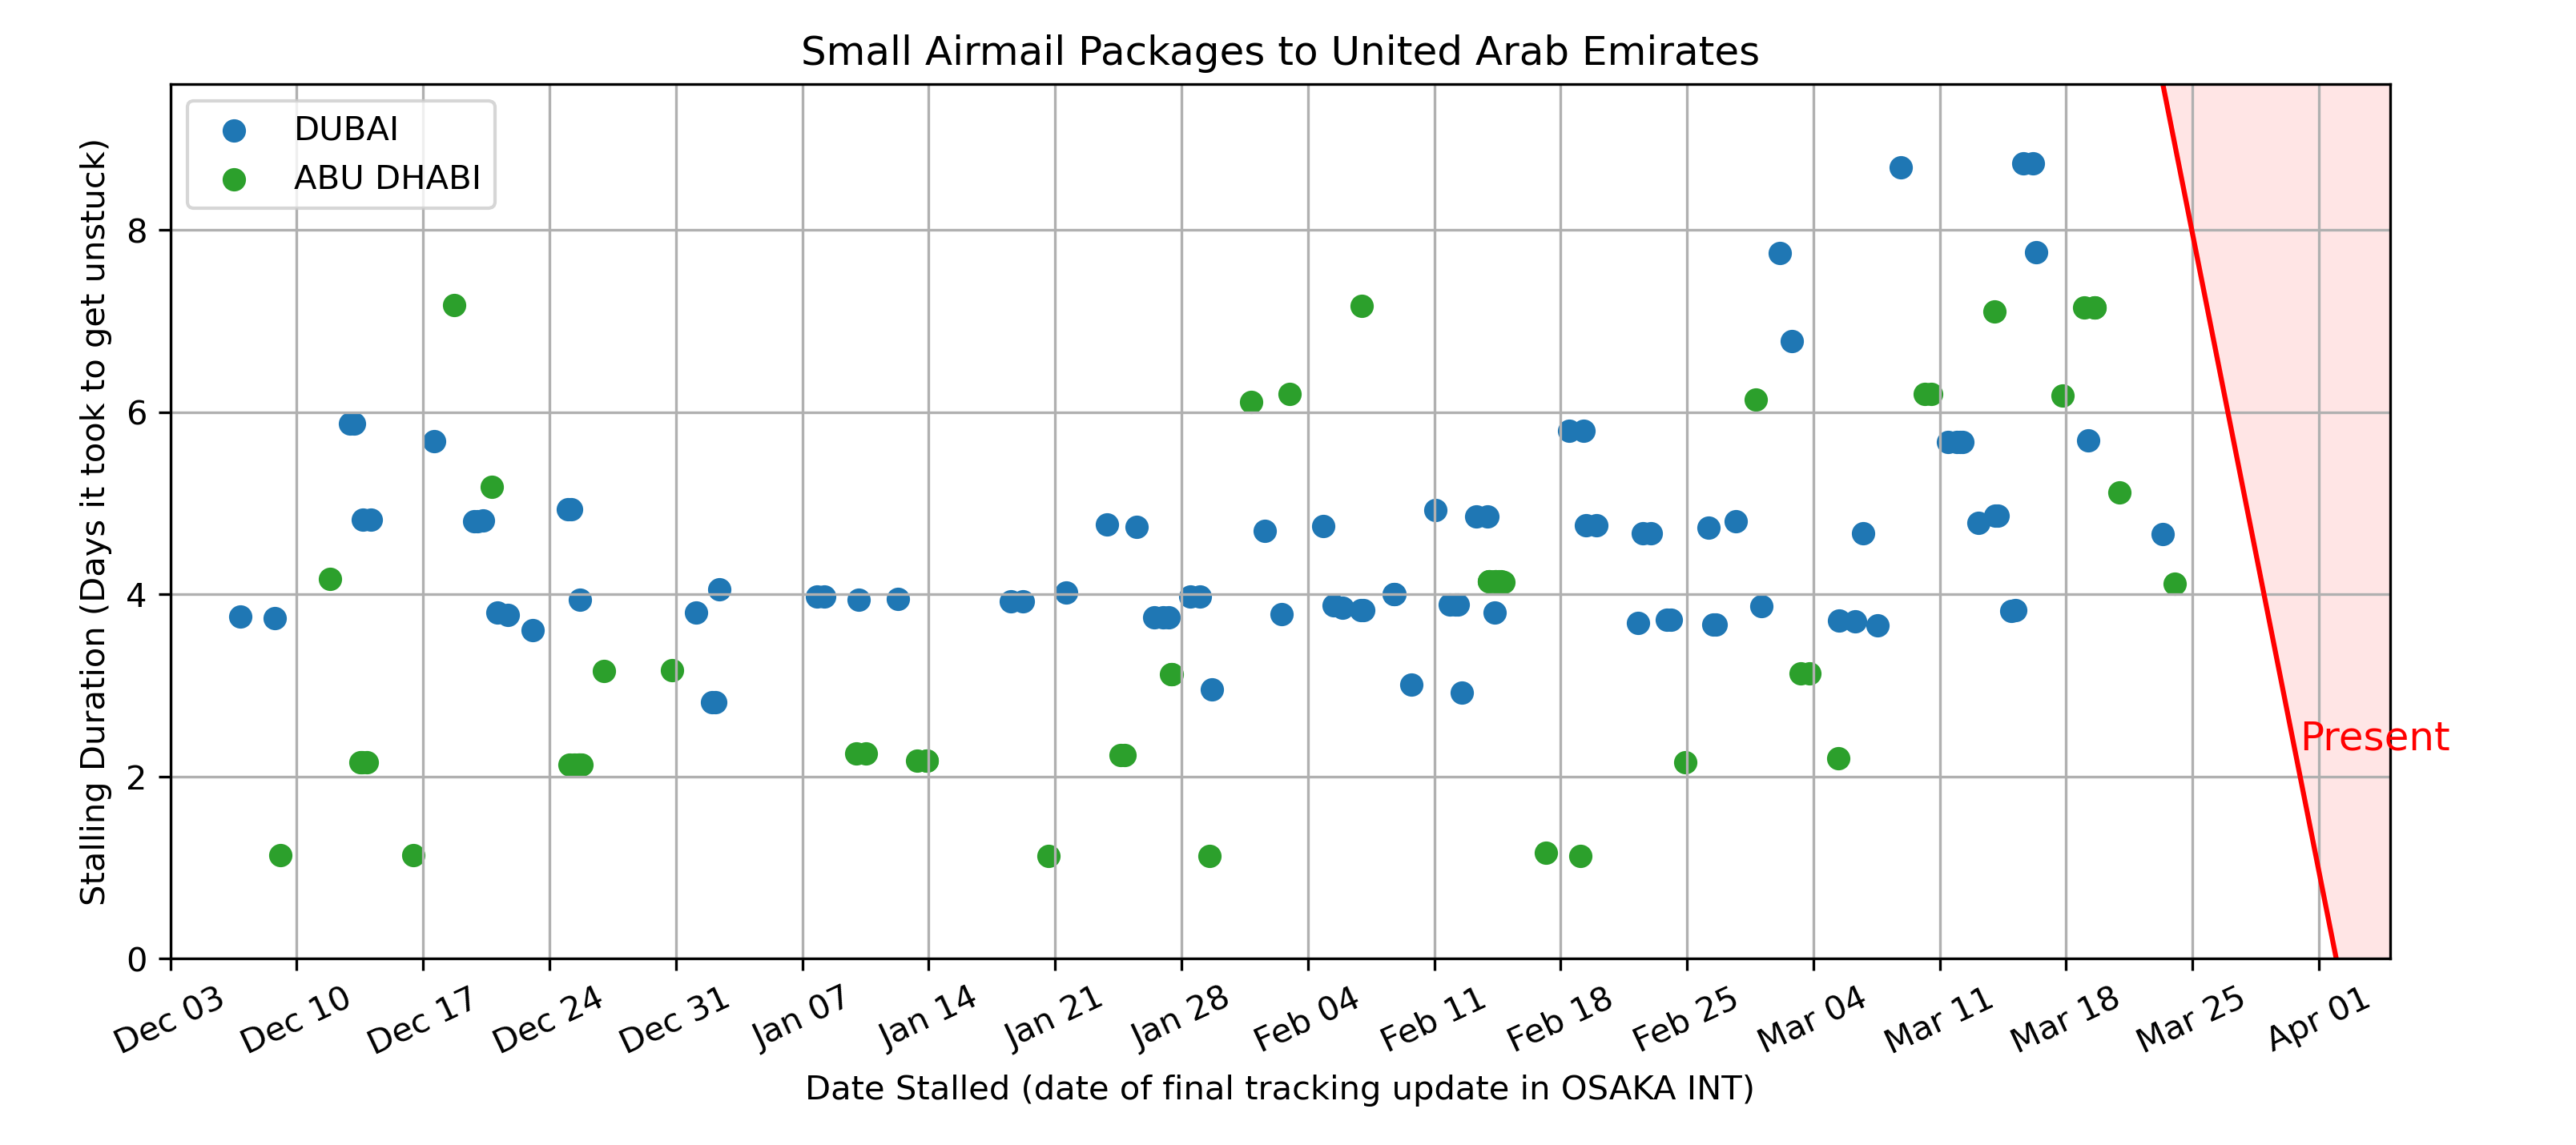 Small Airmail Packages to United Arab Emirates
DUBAI
ABU DHABI
Stalling Duration (Days it took to get unstuck)
8
6
4
2
0
Present
Dec 03
Dec 10
Dec 17
Dec 24
Dec 31
Jan 07
Jan 14
Jan 21
Jan 28
Feb 04
Feb 11
Feb 18
Feb 25
Mar 04
Mar 11
Mar 18
Mar 25
Apr 01
Date Stalled (date of final tracking update in OSAKA INT)